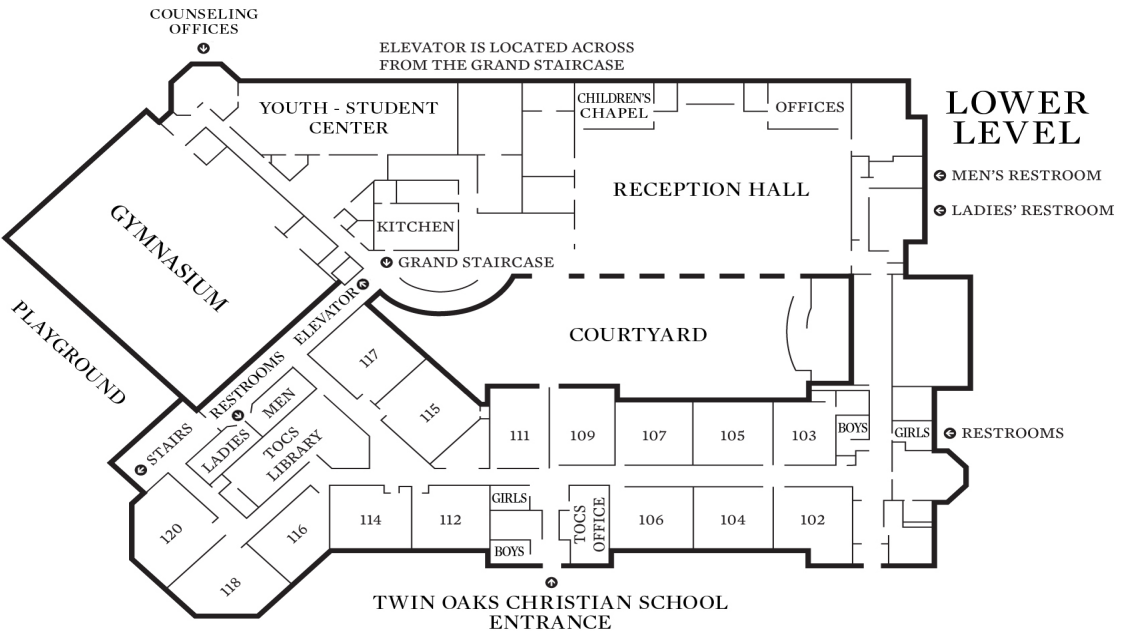 COUNSELING
OFFICES
ELEVATOR IS LOCATED ACROSS
FROM THE GRAND STAIRCASE
LOWER
LEVEL
YOUTH - STUDENT
CENTER
CHILDREN'S
CHAPEL
OFFICES
MEN'S RESTROOM
LADIES' RESTROOM
RECEPTION HALL
KITCHEN
GYMNASIUM
GRAND STAIRCASE
ELEVATOR
PLAYGROUND
COURTYARD
117
RESTROOMS
MEN
115
STAIRS
LADIES
TOCS
LIBRARY
111
109
107
105
103
BOYS
GIRLS
RESTROOMS
120
118
116
114
112
GIRLS
BOYS
TOCS
OFFICE
106
104
102
TWIN OAKS CHRISTIAN SCHOOL
ENTRANCE